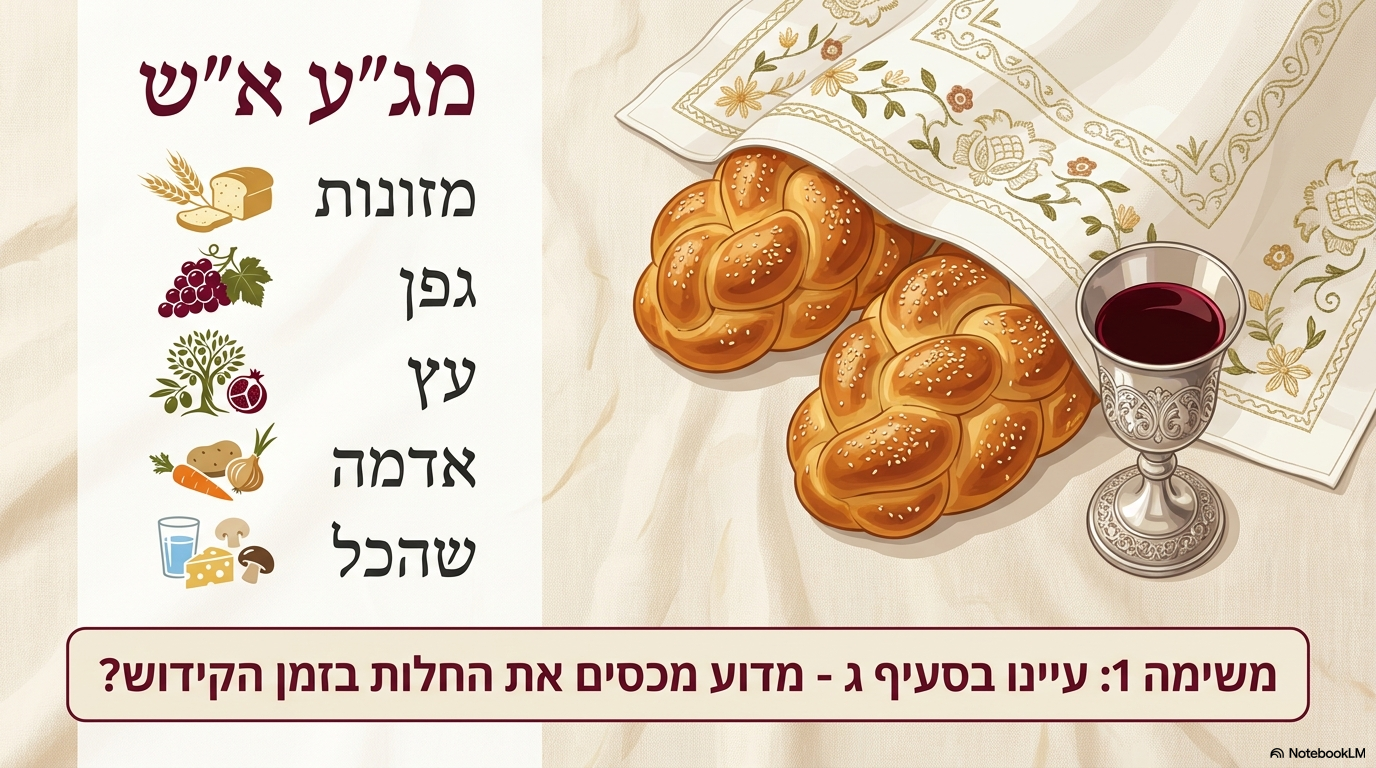 מג"ע א"ש
מזונות
גפן
עץ
אדמה
שהכל
משימה 1: עיינו בסעיף ג - מדוע מכסים את החלות בזמן הקידוש?
NotebookLM